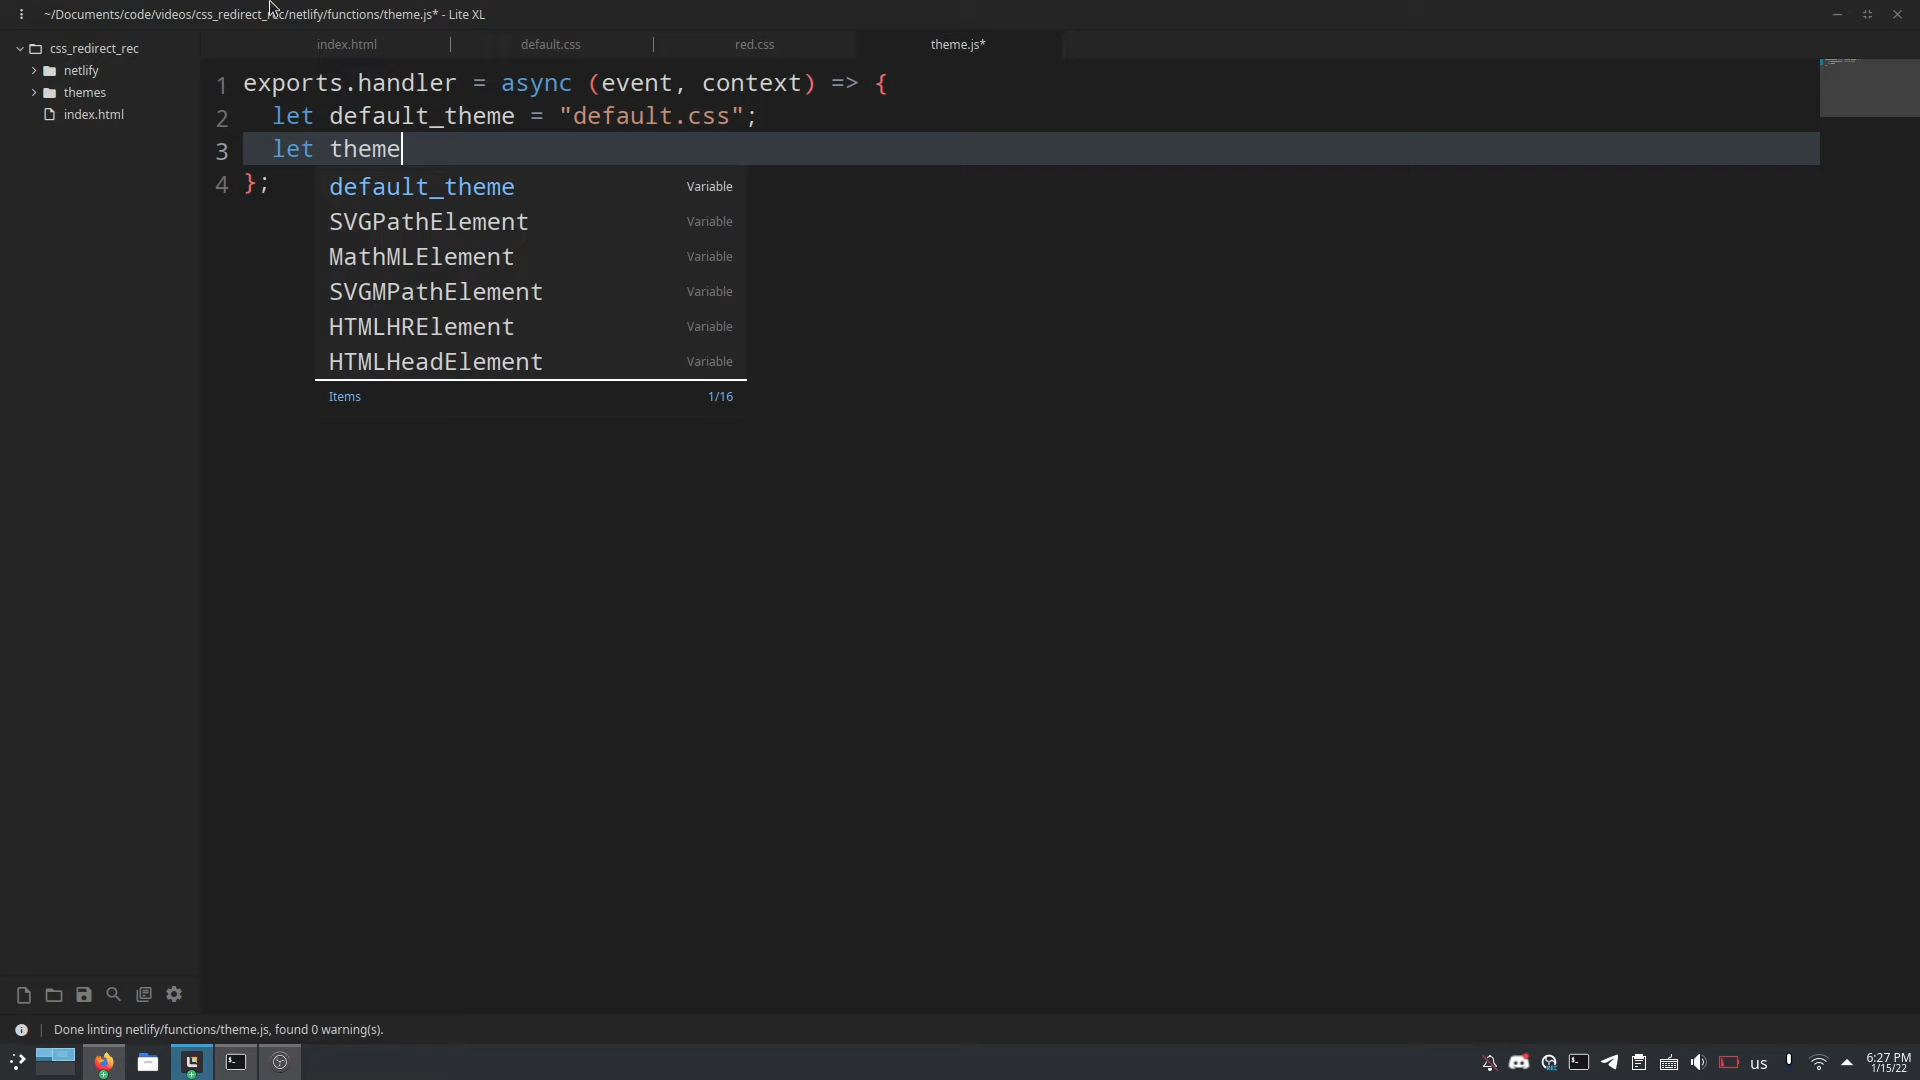 ~/Documents/code/videos/css_redirect_rec/netlify/functions/theme.js* - Lite XL
css_redirect_rec
netlify
themes
index.html
index.html
default.css
red.css
theme.js*
1 exports.handler = async (event, context) => {
2 let default_theme = "default.css";
3 let theme
4 };
default_theme Variable
SVGPathElement Variable
MathMLElement Variable
SVGMPathElement Variable
HTMLHRElement Variable
HTMLHeadElement Variable
Items 1/16
Done linting netlify/functions/theme.js, found 0 warning(s).
us
6:27 PM
1/15/22